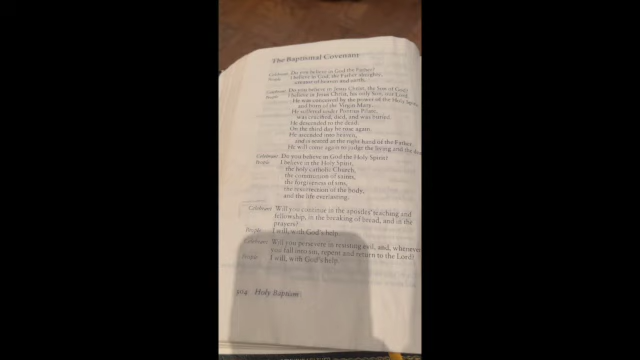 The Baptismal Covenant
Celebrant Do you believe in God the Father?
People I believe in God, the Father almighty,
creator of heaven and earth.
Celebrant Do you believe in Jesus Christ, the Son of God?
People I believe in Jesus Christ, his only Son, our Lord.
He was conceived by the power of the Holy Spirit
and born of the Virgin Mary.
He suffered under Pontius Pilate,
was crucified, died, and was buried.
He descended to the dead.
On the third day he rose again.
He ascended into heaven,
and is seated at the right hand of the Father.
He will come again to judge the living and the dead.
Celebrant Do you believe in God the Holy Spirit?
People I believe in the Holy Spirit,
the holy catholic Church,
the communion of saints,
the forgiveness of sins,
the resurrection of the body,
and the life everlasting.
Celebrant Will you continue in the apostles' teaching and
fellowship, in the breaking of bread, and in the
prayers?
People I will, with God's help.
Celebrant Will you persevere in resisting evil, and, whenever
you fall into sin, repent and return to the Lord?
People I will, with God's help.
304 Holy Baptism